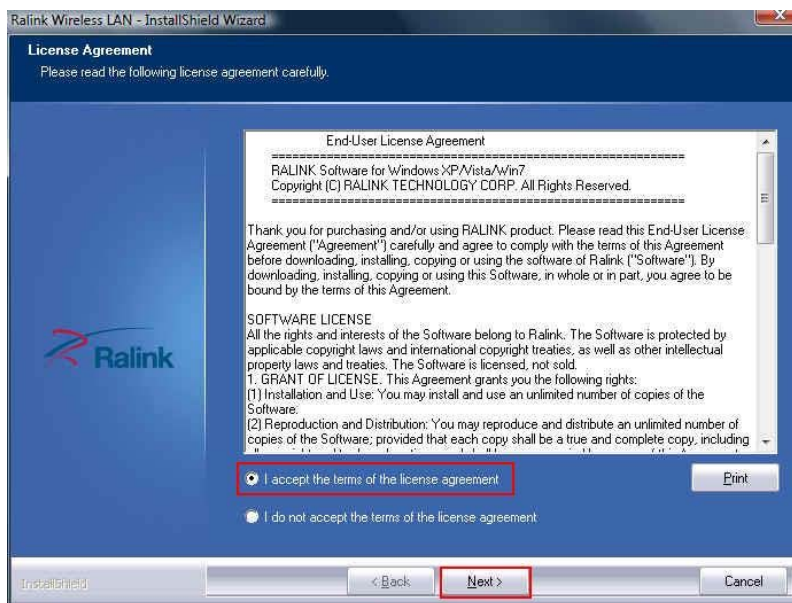 Ralink Wireless LAN - InstallShield Wizard
License Agreement
Please read the following license agreement carefully.
End-User License Agreement
===========================================================
RALINK Software for Windows XP/Vista/Win7
Copyright (C) RALINK TECHNOLOGY CORP. All Rights Reserved.
===========================================================
Thank you for purchasing and/or using RALINK product. Please read this End-User License
Agreement ("Agreement") carefully and agree to comply with the terms of this Agreement
before downloading, installing, copying or using the software of Ralink ("Software"). By
downloading, installing, copying or using this Software, in whole or in part, you agree to be
bound by the terms of this Agreement.
SOFTWARE LICENSE
All the rights and interests of the Software belong to Ralink. The Software is protected by
applicable copyright laws and international copyright treaties, as well as other intellectual
property laws and treaties. The Software is licensed, not sold.
1. GRANT OF LICENSE. This Agreement grants you the following rights:
(1) Installation and Use: You may install and use an unlimited number of copies of the
Software.
(2) Reproduction and Distribution: You may reproduce and distribute an unlimited number of
copies of the Software; provided that each copy shall be a true and complete copy, including
Ralink
I accept the terms of the license agreement
Print
I do not accept the terms of the license agreement
InstallShield
< Back
Next >
Cancel